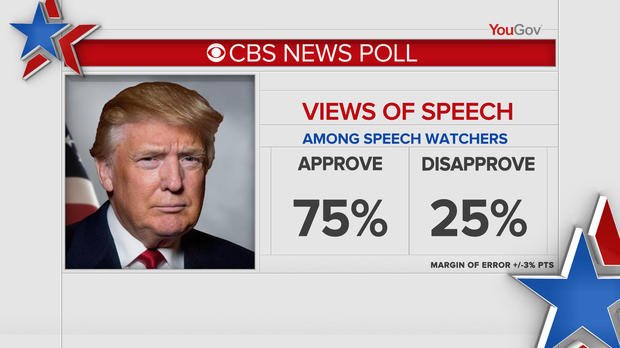 YouGov
CBS NEWS POLL
VIEWS OF SPEECH
AMONG SPEECH WATCHERS
APPROVE DISAPPROVE
75% 25%
MARGIN OF ERROR +/-3% PTS